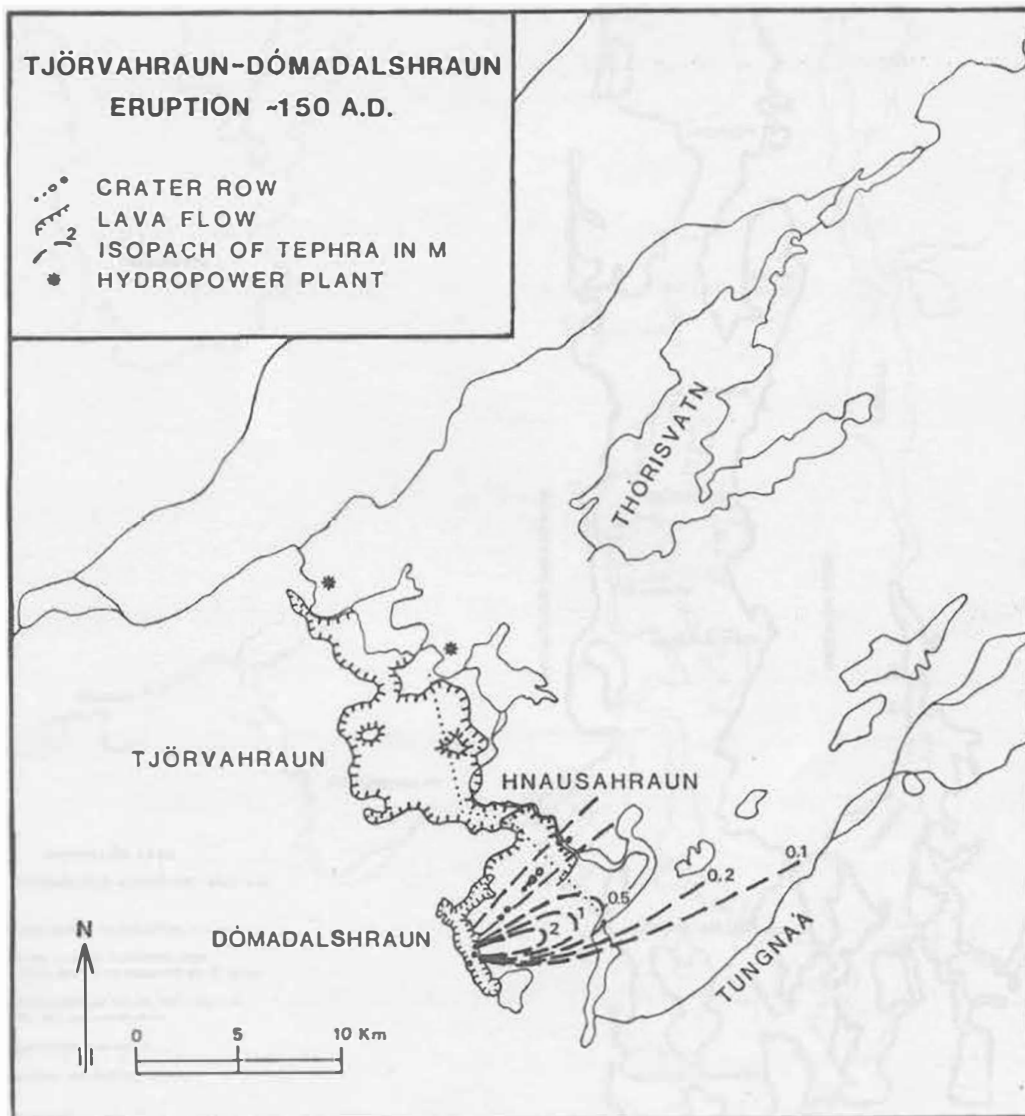 TJÖRVAHRAUN-DÓMADALSHRAUN
ERUPTION ~150 A.D.
CRATER ROW
LAVA FLOW
2
ISOPACH OF TEPHRA IN M
HYDROPOWER PLANT
THÓRISVATN
TJÖRVAHRAUN
HNAUSAHRAUN
0.1
0.2
0.5
1
2
DÓMADALSHRAUN
TUNGNAÁ
N
0 5 10 Km